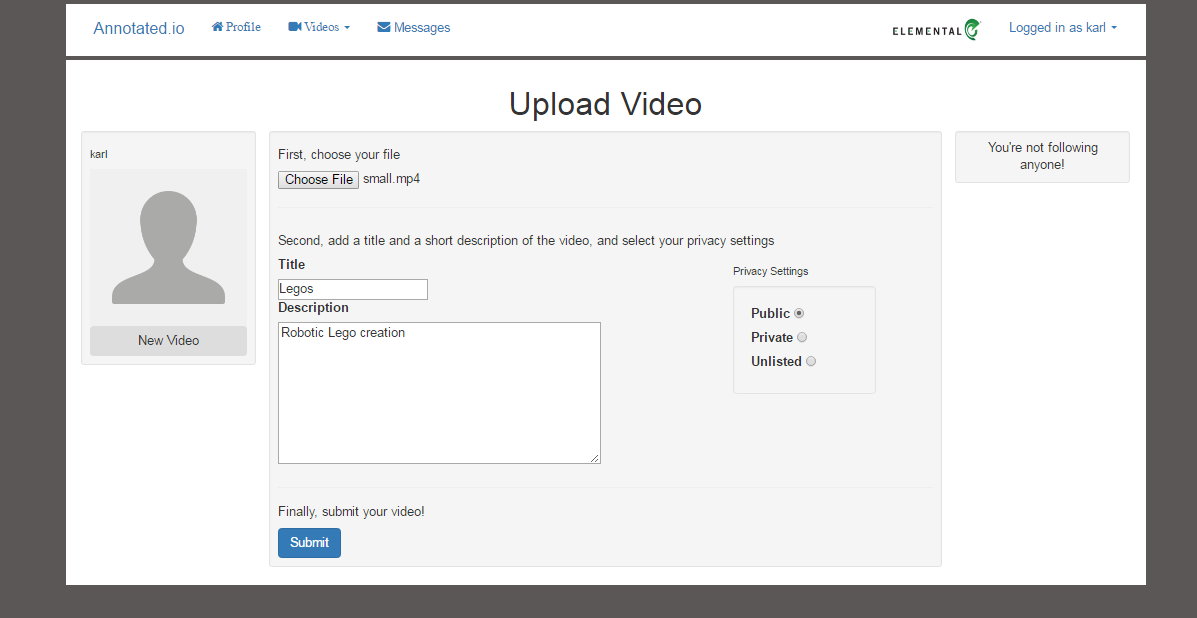 Annotated.io Profile Videos Messages ELEMENTAL Logged in as karl
Upload Video
karl
New Video
First, choose your file
Choose File small.mp4
Second, add a title and a short description of the video, and select your privacy settings
Title
Legos
Description
Robotic Lego creation
Privacy Settings
Public
Private
Unlisted
Finally, submit your video!
Submit
You're not following
anyone!